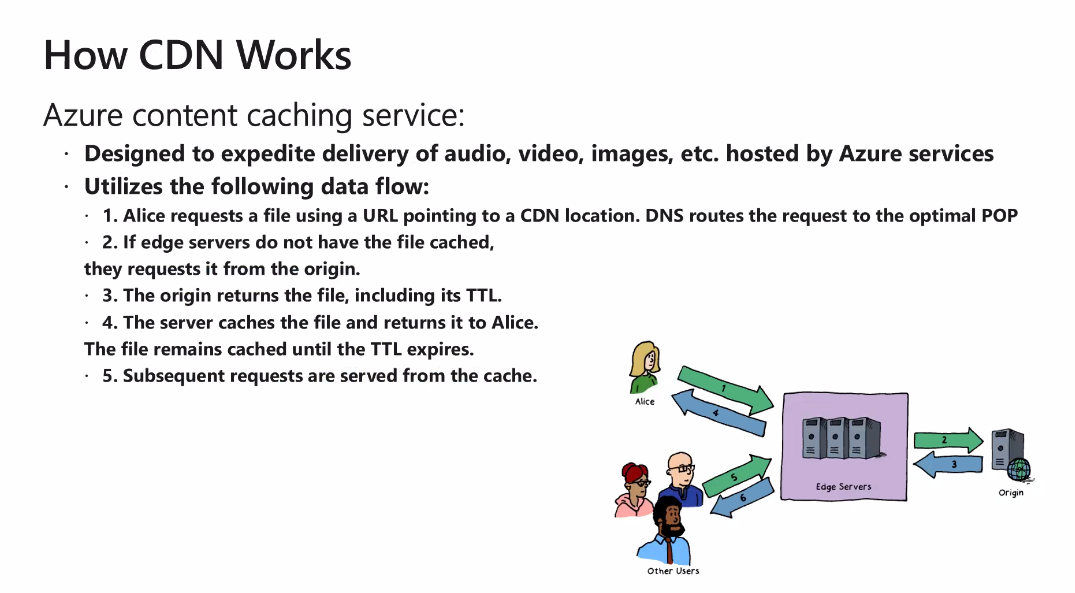 How CDN Works
Azure content caching service:
· Designed to expedite delivery of audio, video, images, etc. hosted by Azure services
· Utilizes the following data flow:
· 1. Alice requests a file using a URL pointing to a CDN location. DNS routes the request to the optimal POP
· 2. If edge servers do not have the file cached,
they requests it from the origin.
· 3. The origin returns the file, including its TTL.
· 4. The server caches the file and returns it to Alice.
The file remains cached until the TTL expires.
· 5. Subsequent requests are served from the cache.
Alice
1
4
2
3
5
6
Edge Servers
Origin
Other Users